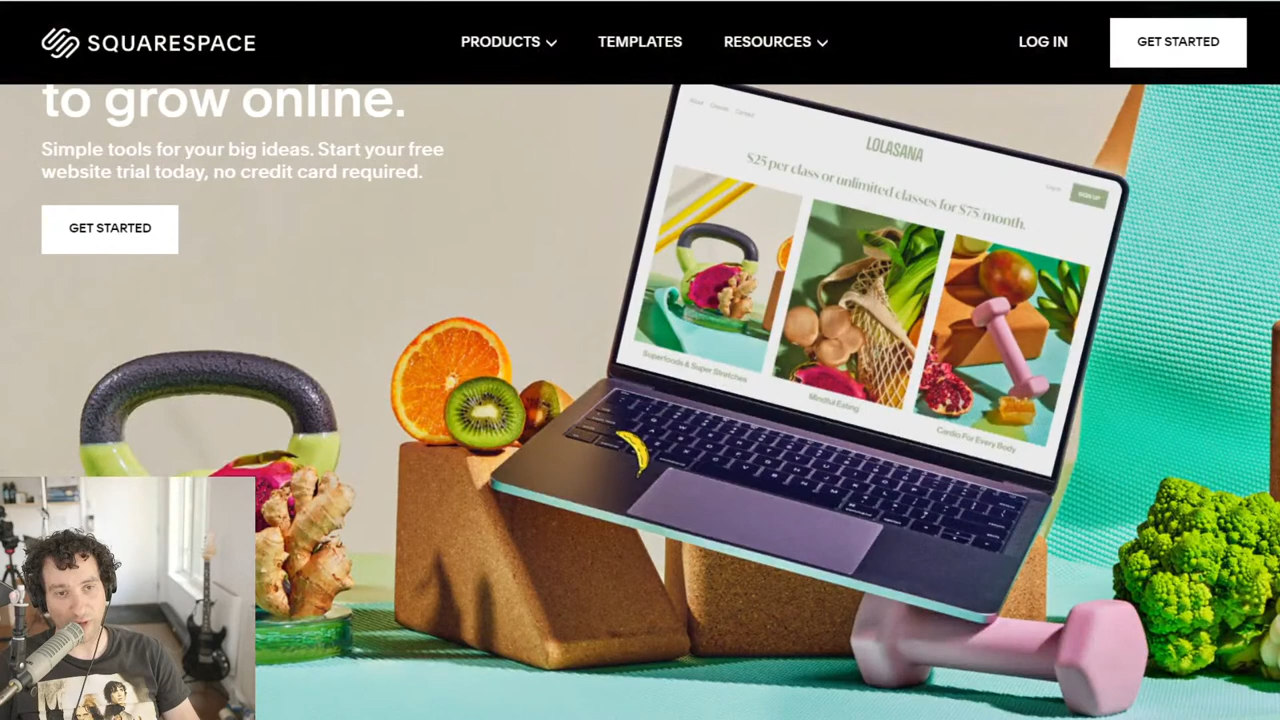 SQUARESPACE
PRODUCTS
TEMPLATES
RESOURCES
LOG IN
GET STARTED
to grow online.
Simple tools for your big ideas. Start your free
website trial today, no credit card required.
GET STARTED
LOLASANA
$25 per class or unlimited classes for $75/month.
SIGN UP
Superfoods & Super Stretches
Mindful Eating
Cardio For Every Body